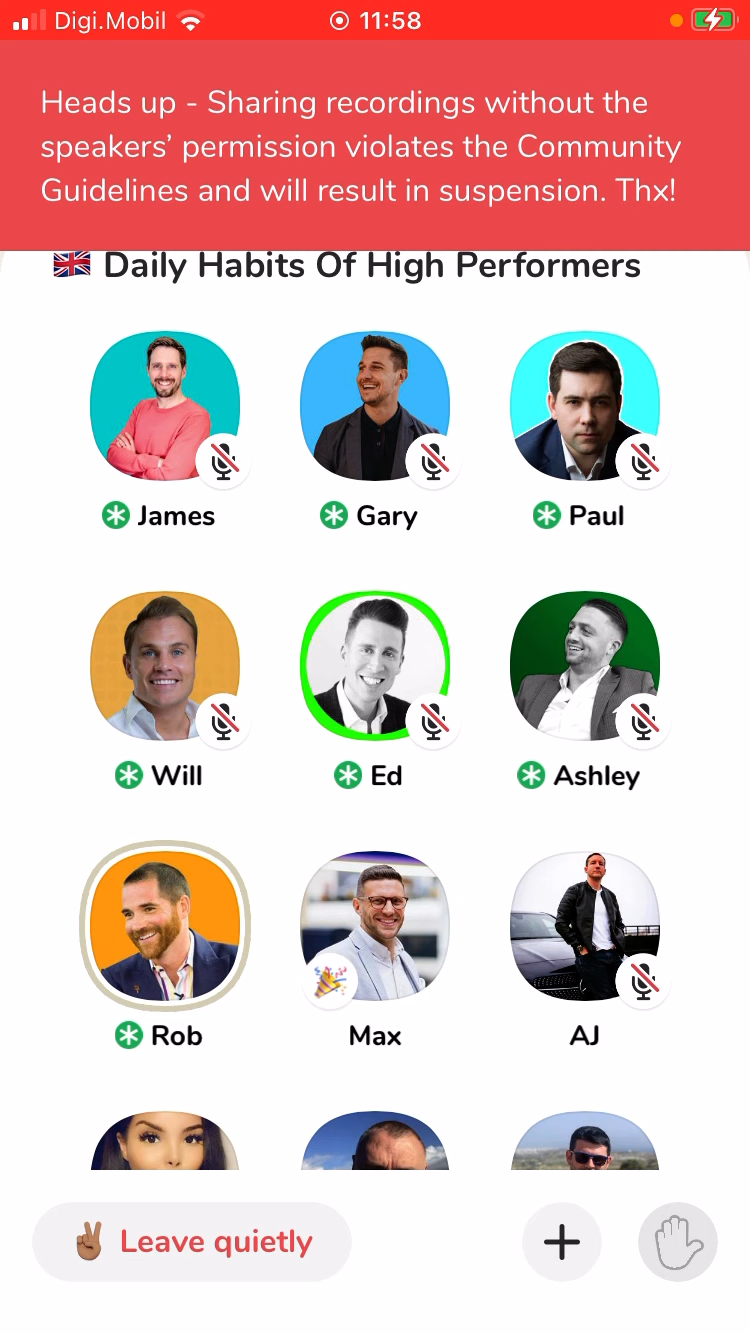 Digi.Mobil 11:58
Heads up - Sharing recordings without the
speakers’ permission violates the Community
Guidelines and will result in suspension. Thx!
🇬🇧 Daily Habits Of High Performers
James Gary Paul
Will Ed Ashley
Rob Max AJ
✌🏽 Leave quietly